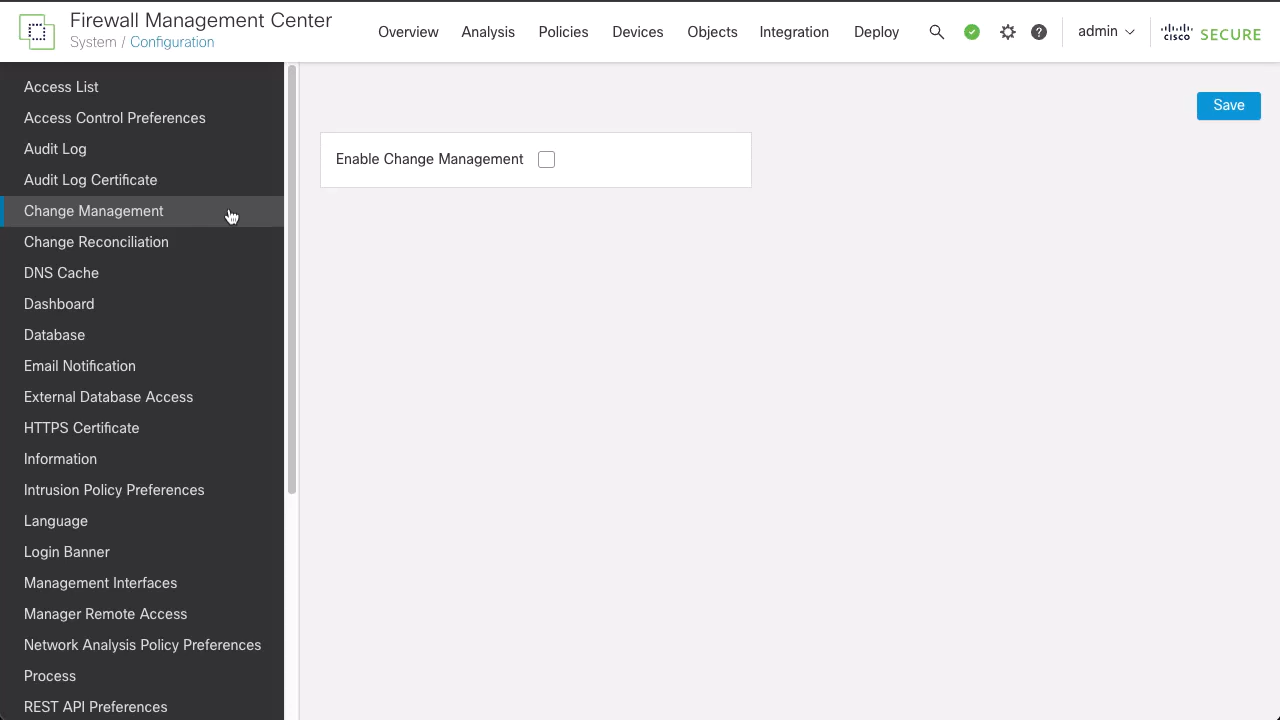 Firewall Management Center
System / Configuration
Overview Analysis Policies Devices Objects Integration Deploy admin cisco SECURE
Access List
Access Control Preferences
Audit Log
Audit Log Certificate
Change Management
Change Reconciliation
DNS Cache
Dashboard
Database
Email Notification
External Database Access
HTTPS Certificate
Information
Intrusion Policy Preferences
Language
Login Banner
Management Interfaces
Manager Remote Access
Network Analysis Policy Preferences
Process
REST API Preferences
Save
Enable Change Management